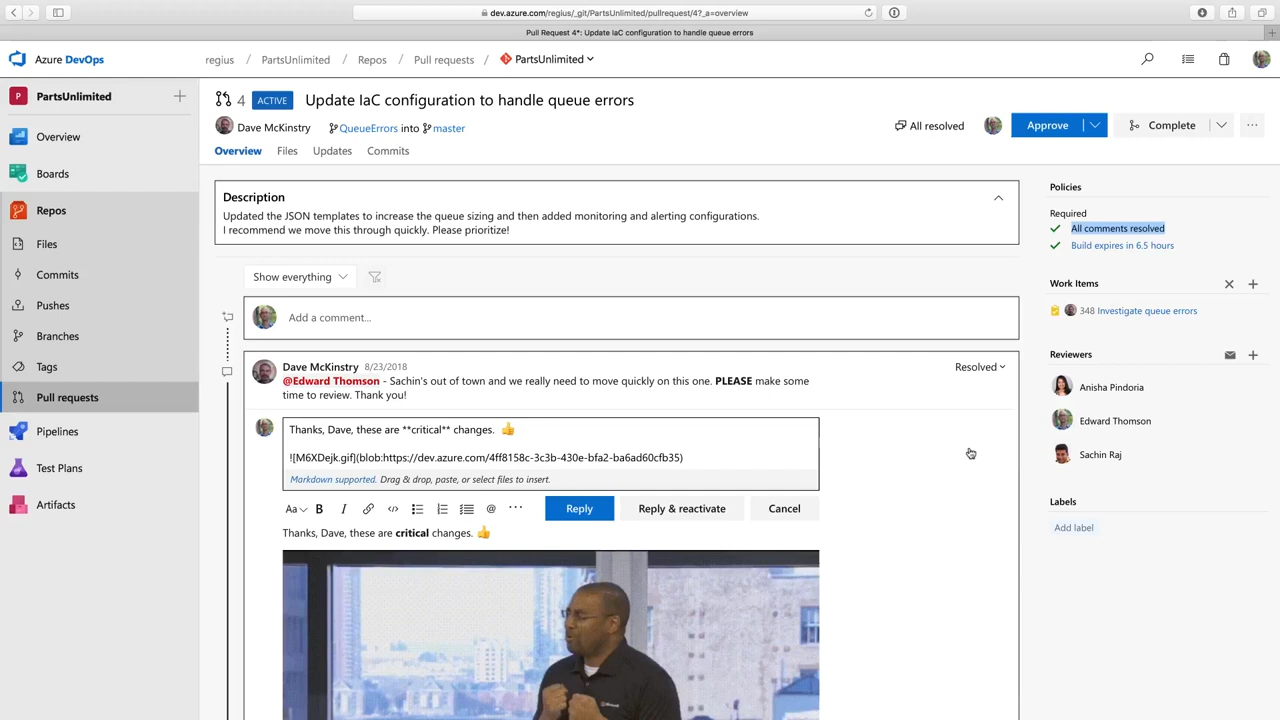 dev.azure.com/regius/_git/PartsUnlimited/pullrequest/4?_a=overview
Pull Request 4*: Update IaC configuration to handle queue errors
Azure DevOps
regius / PartsUnlimited / Repos / Pull requests / PartsUnlimited
P PartsUnlimited
Overview
Boards
Repos
Files
Commits
Pushes
Branches
Tags
Pull requests
Pipelines
Test Plans
Artifacts
4 ACTIVE Update IaC configuration to handle queue errors
Dave McKinstry QueueErrors into master
All resolved
Approve
Complete
Overview Files Updates Commits
Description
Updated the JSON templates to increase the queue sizing and then added monitoring and alerting configurations.
I recommend we move this through quickly. Please prioritize!
Show everything
Add a comment...
Dave McKinstry 8/23/2018
Resolved
@Edward Thomson - Sachin's out of town and we really need to move quickly on this one. PLEASE make some
time to review. Thank you!
Thanks, Dave, these are **critical** changes. 👍
![M6XDejk.gif](blob:https://dev.azure.com/4ff8158c-3c3b-430e-bfa2-ba6ad60cfb35)
Markdown supported. Drag & drop, paste, or select files to insert.
Aa B I @ ...
Reply
Reply & reactivate
Cancel
Thanks, Dave, these are critical changes. 👍
Policies
Required
All comments resolved
Build expires in 6.5 hours
Work Items
348 Investigate queue errors
Reviewers
Anisha Pindoria
Edward Thomson
Sachin Raj
Labels
Add label